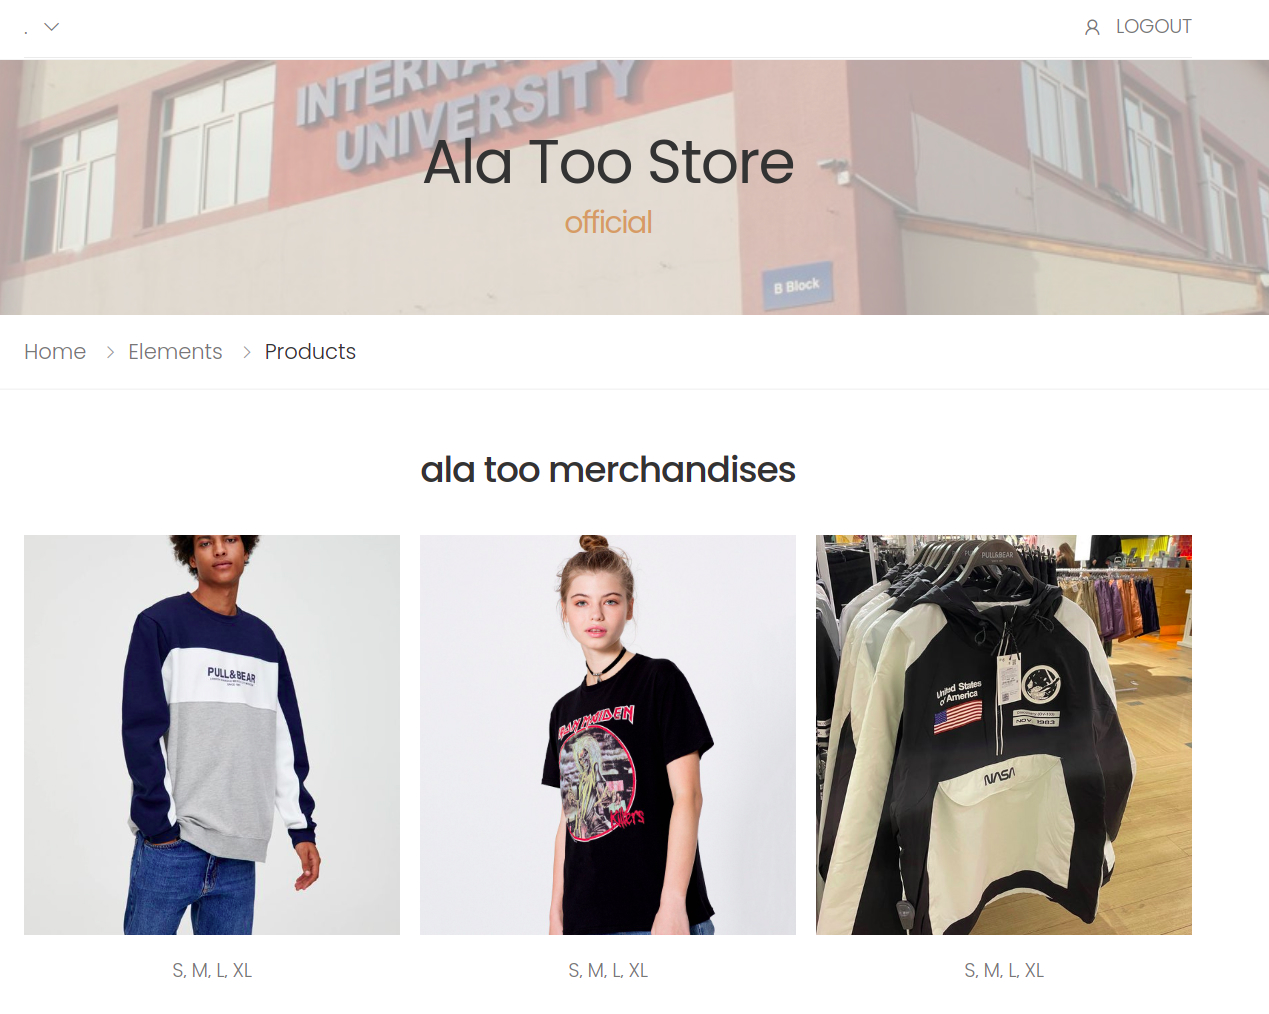 .
LOGOUT
INTERNA
UNIVERSITY
Ala Too Store
official
B Block
Home > Elements > Products
ala too merchandises
PULL&BEAR
IRON MAIDEN
Killers
PULL&BEAR
United States
of America
NOV. 1983
NASA
S, M, L, XL
S, M, L, XL
S, M, L, XL